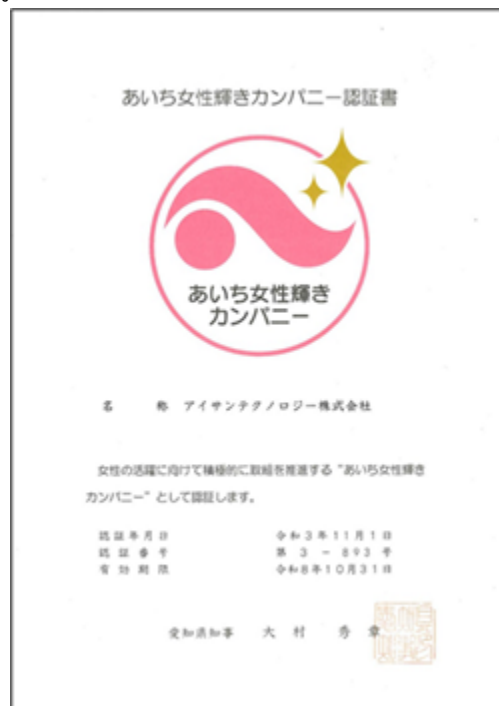 あいち女性輝きカンパニー認証書
あいち女性輝き
カンパニー
名　称 アイサンテクノロジー株式会社
女性の活躍に向けて積極的に取組を推進する“あいち女性輝き
カンパニー”として認証します。
認証年月日 令和3年11月1日
認証番号 第3－893号
有効期限 令和8年10月31日
愛知県知事 大村秀章